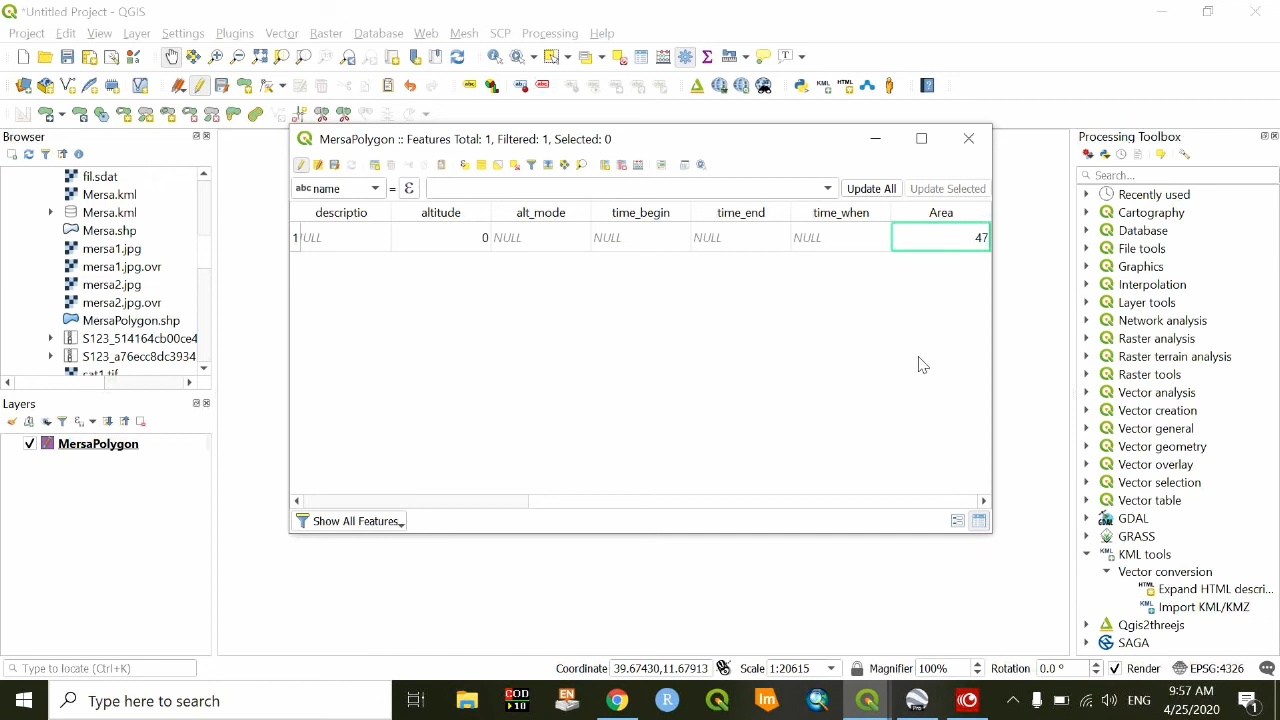 *Untitled Project - QGIS
Project Edit View Layer Settings Plugins Vector Raster Database Web Mesh SCP Processing Help
Browser
fil.sdat
Mersa.kml
Mersa.kml
Mersa.shp
mersa1.jpg
mersa1.jpg.ovr
mersa2.jpg
mersa2.jpg.ovr
MersaPolygon.shp
S123_514164cb00ce4
S123_a76ecc8dc3934
sat1.tif
Layers
MersaPolygon
MersaPolygon :: Features Total: 1, Filtered: 1, Selected: 0
abc name = ε Update All Update Selected
descriptio altitude alt_mode time_begin time_end time_when Area
1 NULL 0 NULL NULL NULL NULL 47
Show All Features
Processing Toolbox
Search...
Recently used
Cartography
Database
File tools
Graphics
Interpolation
Layer tools
Network analysis
Raster analysis
Raster terrain analysis
Raster tools
Vector analysis
Vector creation
Vector general
Vector geometry
Vector overlay
Vector selection
Vector table
GDAL
GRASS
KML tools
Vector conversion
HTML Expand HTML descri...
KML Import KML/KMZ
Qgis2threejs
SAGA
Type to locate (Ctrl+K) Coordinate 39.67430,11.67913 Scale 1:20615 Magnifier 100% Rotation 0.0 ° Render EPSG:4326
Type here to search
ENG
9:57 AM
4/25/2020